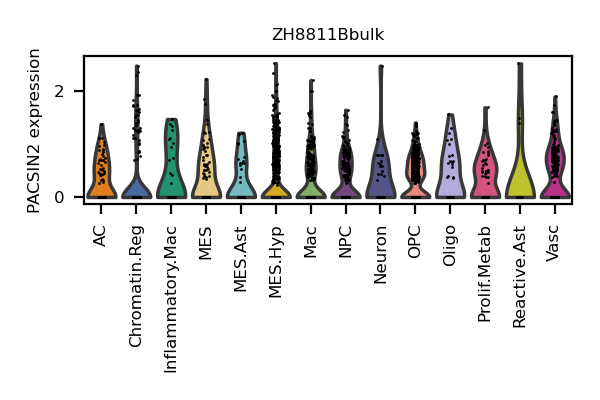 ZH8811Bbulk
PACSIN2 expression
2
0
AC
Chromatin.Reg
Inflammatory.Mac
MES
MES.Ast
MES.Hyp
Mac
NPC
Neuron
OPC
Oligo
Prolif.Metab
Reactive.Ast
Vasc